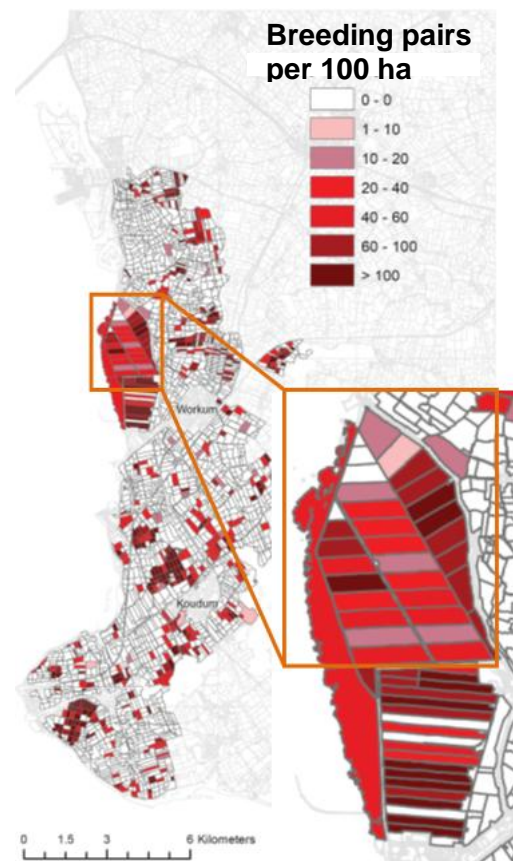 Breeding pairs
per 100 ha
0 - 0
1 - 10
10 - 20
20 - 40
40 - 60
60 - 100
> 100
Workum
Koudum
0 1.5 3 6 Kilometers